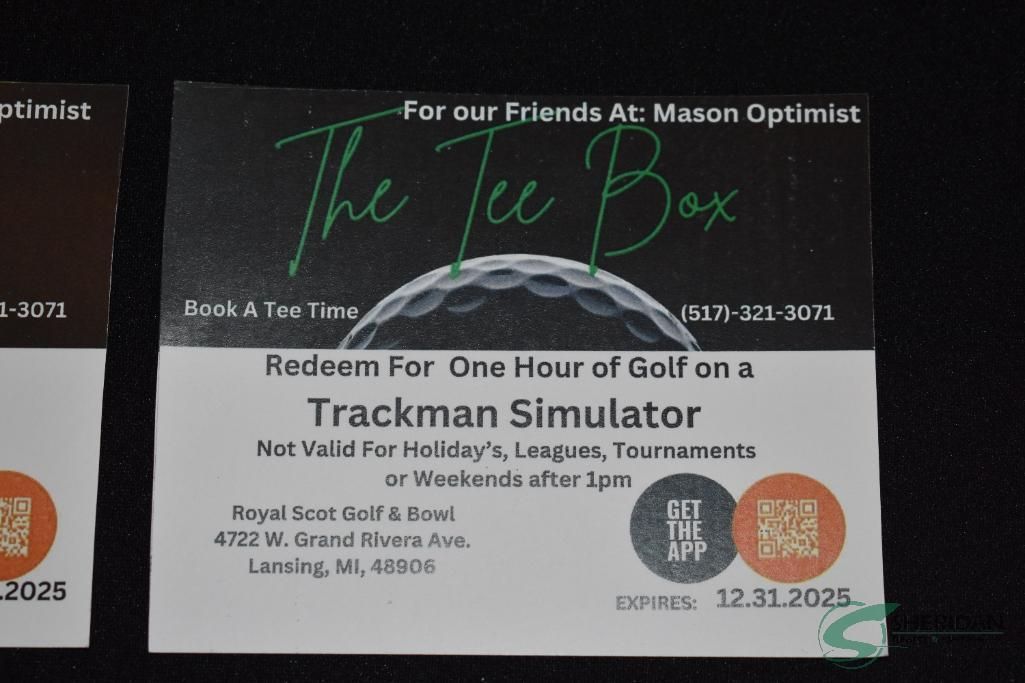 ptimist
1-3071
.2025
For our Friends At: Mason Optimist
The Tee Box
Book A Tee Time
(517)-321-3071
Redeem For One Hour of Golf on a
Trackman Simulator
Not Valid For Holiday's, Leagues, Tournaments
or Weekends after 1pm
Royal Scot Golf & Bowl
4722 W. Grand Rivera Ave.
Lansing, MI, 48906
GET
THE
APP
EXPIRES: 12.31.2025
SHERIDAN